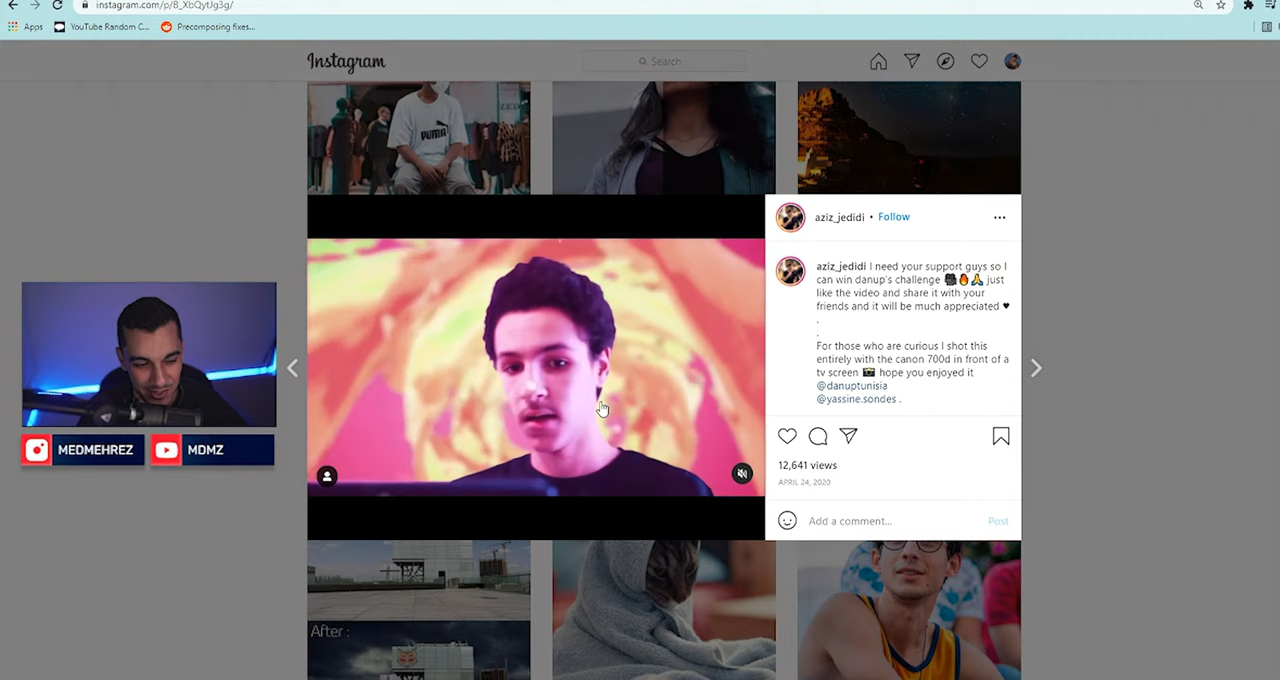 instagram.com/p/B_XbQytJg3g/
Apps
YouTube Random C...
Precomposing fixes...
Instagram
Search
PUMA
aziz_jedidi • Follow
aziz_jedidi I need your support guys so I
can win danup's challenge 🎥🔥🙏 just
like the video and share it with your
friends and it will be much appreciated ♥
.
.
For those who are curious I shot this
entirely with the canon 700d in front of a
tv screen 📸 hope you enjoyed it
@danuptunisia
@yassine.sondes .
12,641 views
APRIL 24, 2020
Add a comment...
Post
MEDMEHREZ
MDMZ
After :